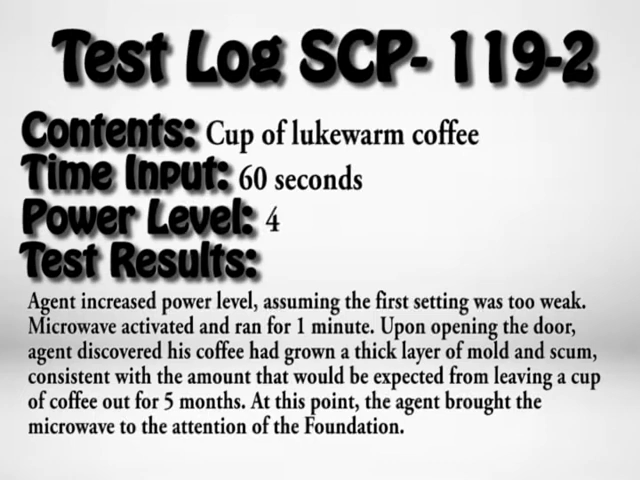 Test Log SCP- 119-2
Contents: Cup of lukewarm coffee
Time Input: 60 seconds
Power Level: 4
Test Results:
Agent increased power level, assuming the first setting was too weak.
Microwave activated and ran for 1 minute. Upon opening the door,
agent discovered his coffee had grown a thick layer of mold and scum,
consistent with the amount that would be expected from leaving a cup
of coffee out for 5 months. At this point, the agent brought the
microwave to the attention of the Foundation.